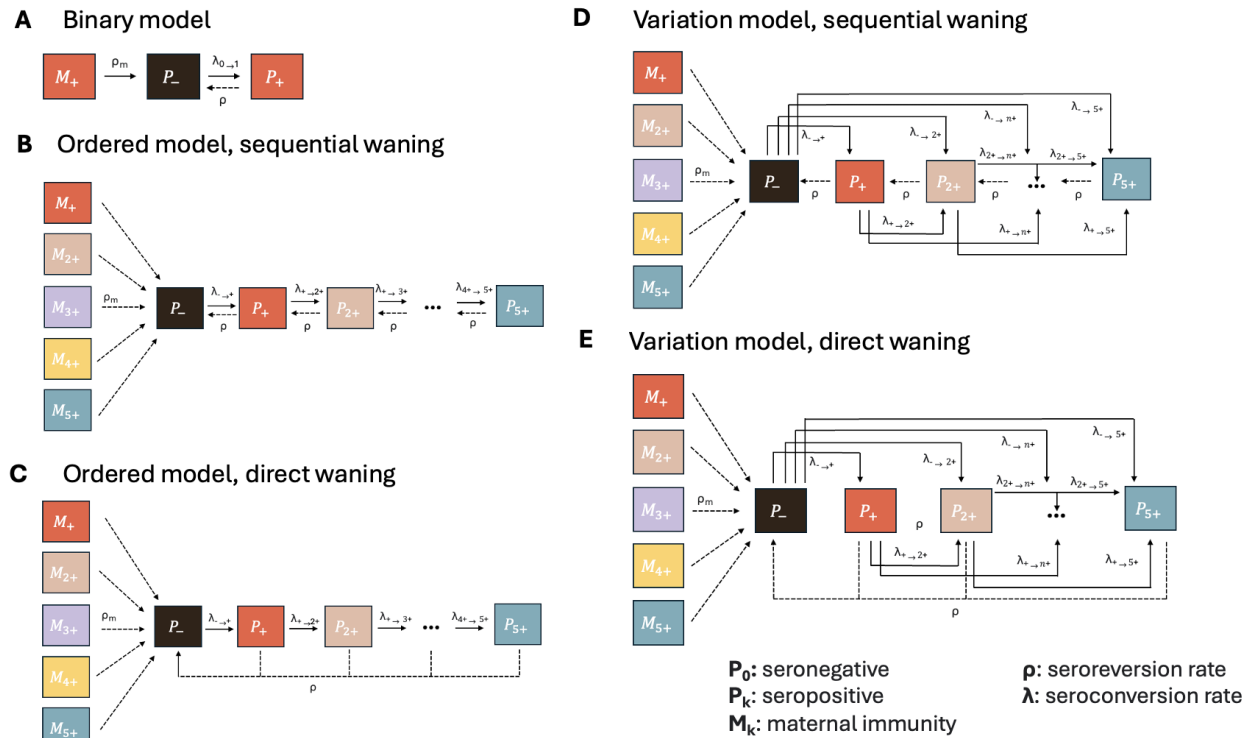 A Binary model
M₊ ρₘ P₋ λ₀→₁ P₊
ρ
B Ordered model, sequential waning
M₊
M₂₊
M₃₊ ρₘ
M₄₊
M₅₊
P₋ λ₋→₊ P₊ λ₊→₂₊ P₂₊ λ₊→₃₊ ••• λ₄₊→₅₊ P₅₊
ρ ρ ρ ρ
C Ordered model, direct waning
M₊
M₂₊
M₃₊ ρₘ
M₄₊
M₅₊
P₋ λ₋→₊ P₊ λ₊→₂₊ P₂₊ λ₊→₃₊ ••• λ₄₊→₅₊ P₅₊
ρ
D Variation model, sequential waning
M₊
M₂₊
M₃₊ ρₘ
M₄₊
M₅₊
λ₋→₊ λ₋→₂₊ λ₋→ₙ₊ λ₋→₅₊
λ₂₊→ₙ₊ λ₂₊→₅₊
P₋ P₊ P₂₊ ••• P₅₊
ρ ρ ρ ρ
λ₊→₂₊ λ₊→ₙ₊ λ₊→₅₊
E Variation model, direct waning
M₊
M₂₊
M₃₊ ρₘ
M₄₊
M₅₊
λ₋→₊ λ₋→₂₊ λ₋→ₙ₊ λ₋→₅₊
λ₂₊→ₙ₊ λ₂₊→₅₊
P₋ P₊ ρ P₂₊ ••• P₅₊
λ₊→₂₊ λ₊→ₙ₊ λ₊→₅₊
ρ
P₀: seronegative
Pₖ: seropositive
Mₖ: maternal immunity
ρ: seroreversion rate
λ: seroconversion rate